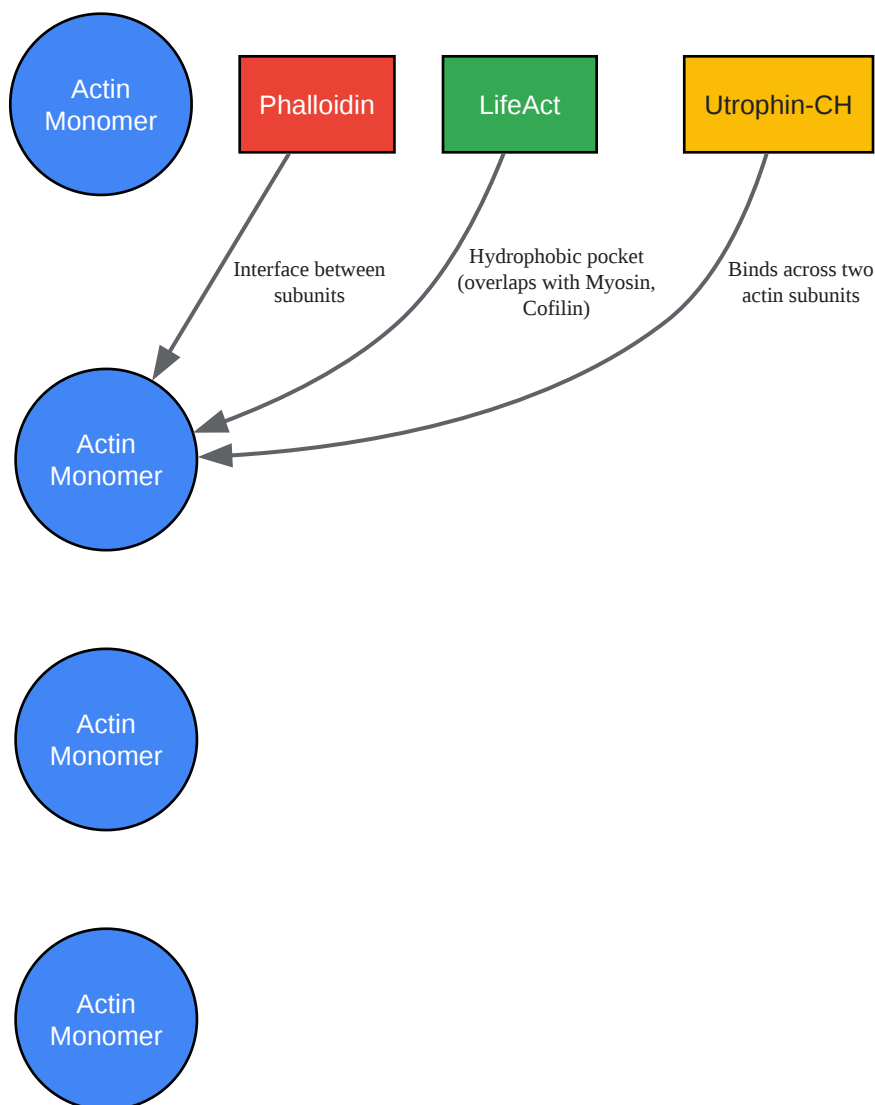 Actin
Monomer
Phalloidin
LifeAct
Utrophin-CH
Interface between
subunits
Hydrophobic pocket
(overlaps with Myosin,
Cofilin)
Binds across two
actin subunits
Actin
Monomer
Actin
Monomer
Actin
Monomer